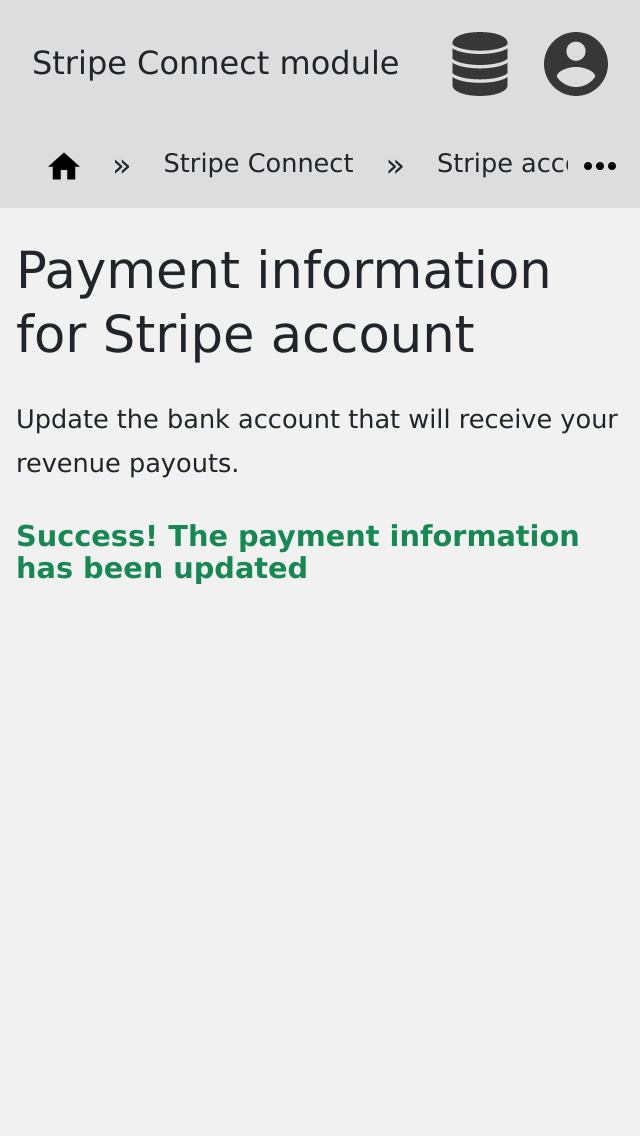 Stripe Connect module
» Stripe Connect » Stripe acc
Payment information
for Stripe account
Update the bank account that will receive your
revenue payouts.
Success! The payment information
has been updated